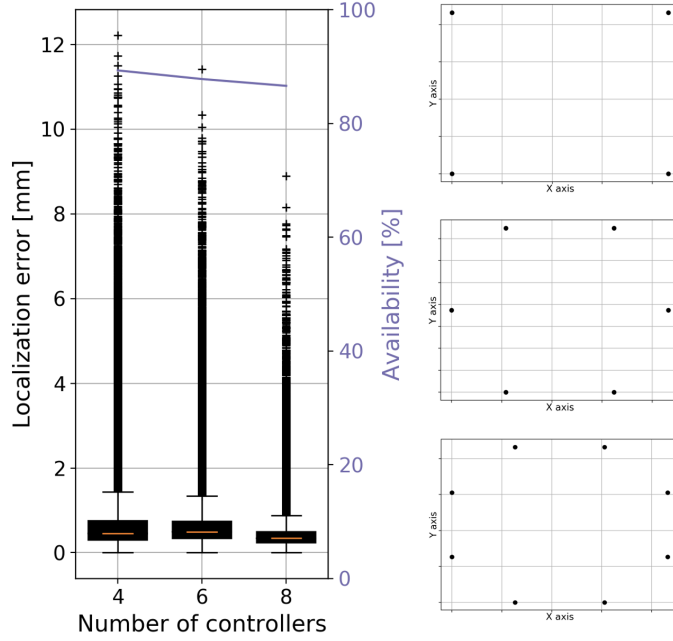 12
10
8
6
4
2
0
Localization error [mm]
4
6
8
Number of controllers
100
80
60
40
20
0
Availability [%]
Y axis
X axis
Y axis
X axis
Y axis
X axis